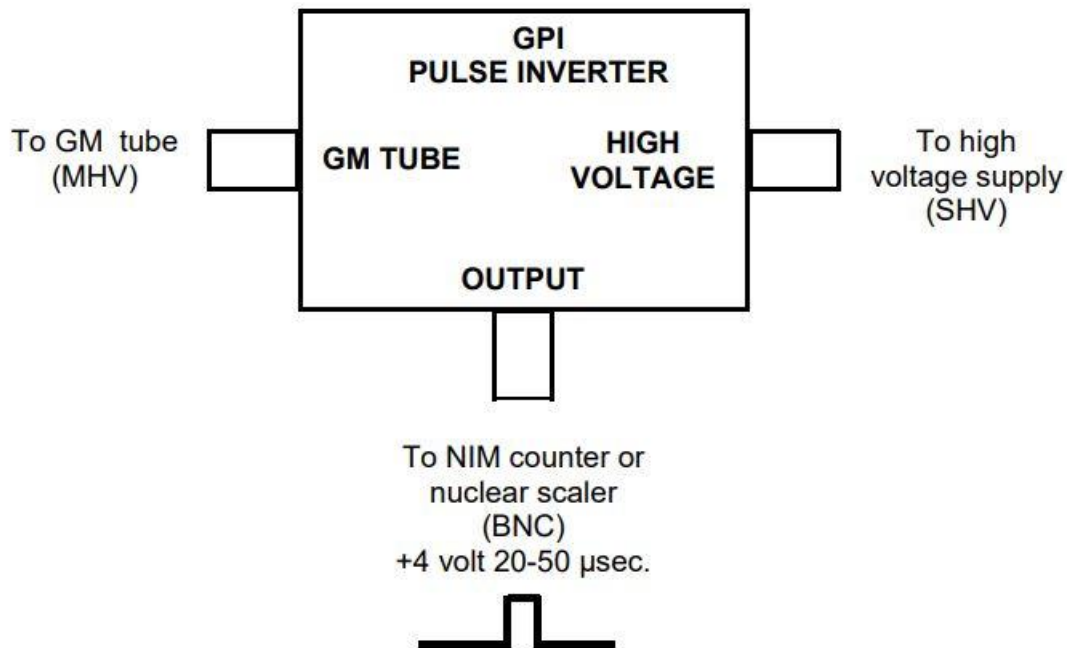 GPI
PULSE INVERTER
To GM tube
(MHV)
GM TUBE
HIGH
VOLTAGE
To high
voltage supply
(SHV)
OUTPUT
To NIM counter or
nuclear scaler
(BNC)
+4 volt 20-50 µsec.